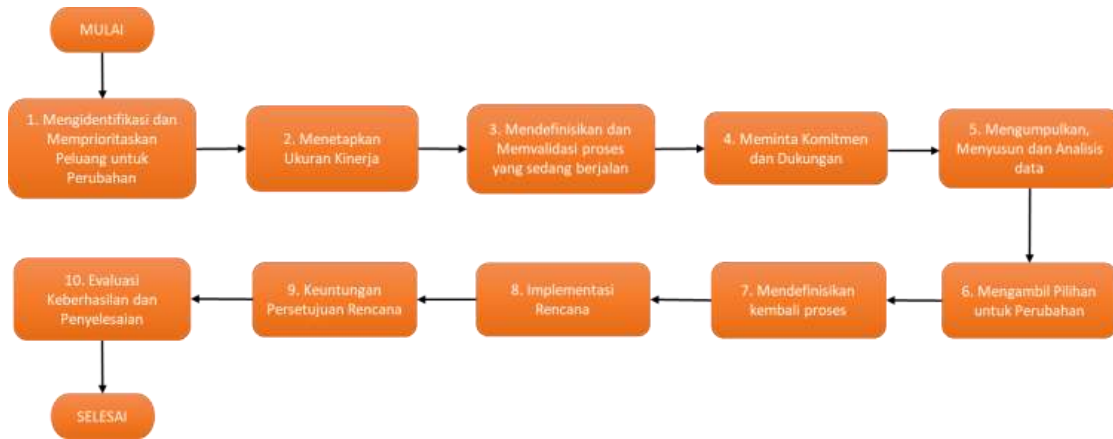 MULAI
1. Mengidentifikasi dan
Memprioritaskan
Peluang untuk
Perubahan
2. Menetapkan
Ukuran Kinerja
3. Mendefinisikan dan
Memvalidasi proses
yang sedang berjalan
4. Meminta Komitmen
dan Dukungan
5. Mengumpulkan,
Menyusun dan Analisis
data
6. Mengambil Pilihan
untuk Perubahan
7. Mendefinisikan
kembali proses
8. Implementasi
Rencana
9. Keuntungan
Persetujuan Rencana
10. Evaluasi
Keberhasilan dan
Penyelesaian
SELESAI